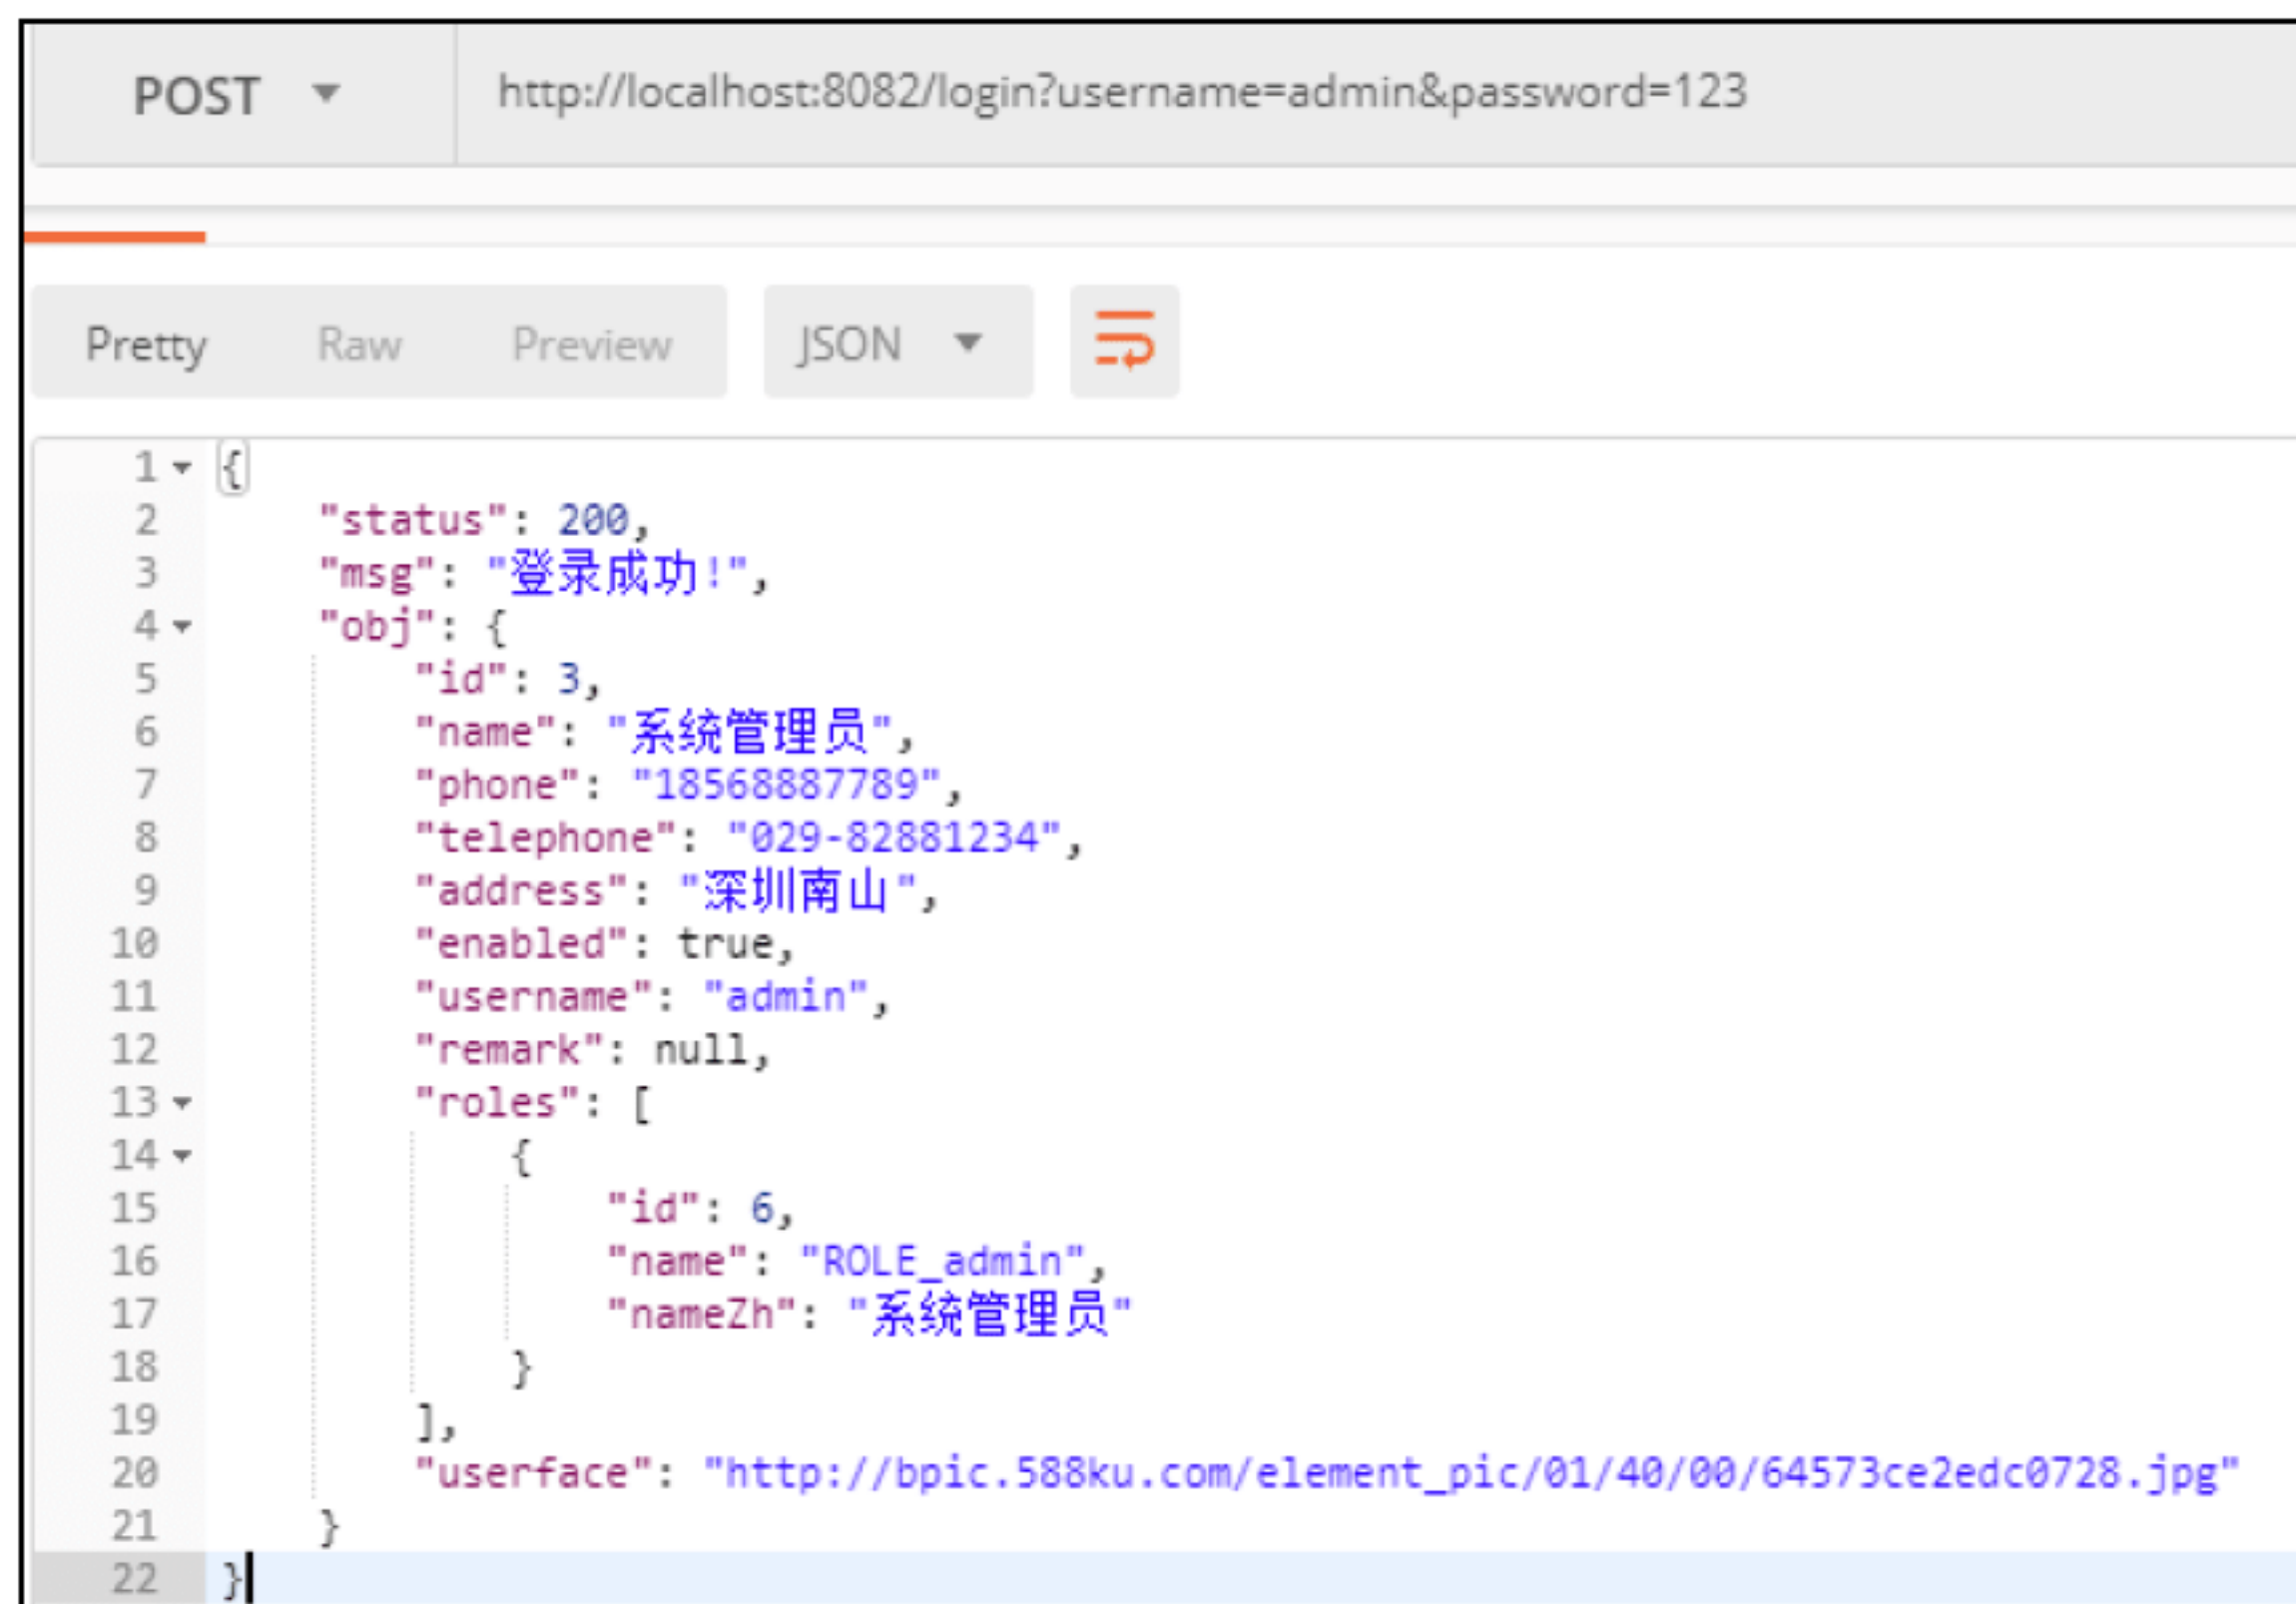 POST http://localhost:8082/login?username=admin&password=123
Pretty Raw Preview JSON
1 {
2 "status": 200,
3 "msg": "登录成功!",
4 "obj": {
5 "id": 3,
6 "name": "系统管理员",
7 "phone": "18568887789",
8 "telephone": "029-82881234",
9 "address": "深圳南山",
10 "enabled": true,
11 "username": "admin",
12 "remark": null,
13 "roles": [
14 {
15 "id": 6,
16 "name": "ROLE_admin",
17 "nameZh": "系统管理员"
18 }
19 ],
20 "userface": "http://bpic.588ku.com/element_pic/01/40/00/64573ce2edc0728.jpg"
21 }
22 }